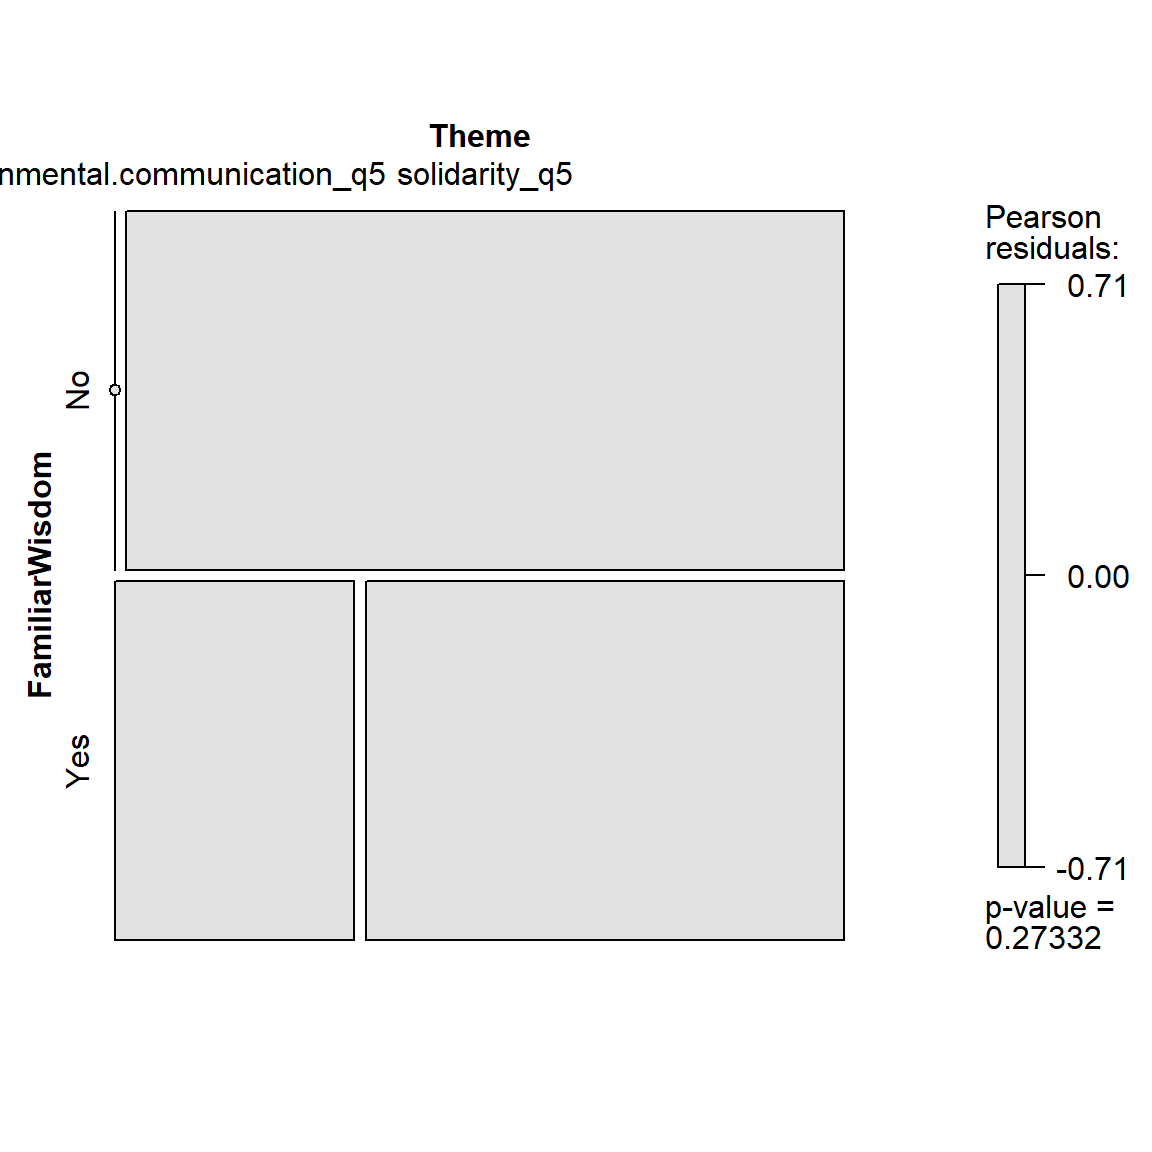 Theme
nmental.communication_q5 solidarity_q5
FamiliarWisdom
No
Yes
Pearson
residuals:
0.71
0.00
-0.71
p-value =
0.27332